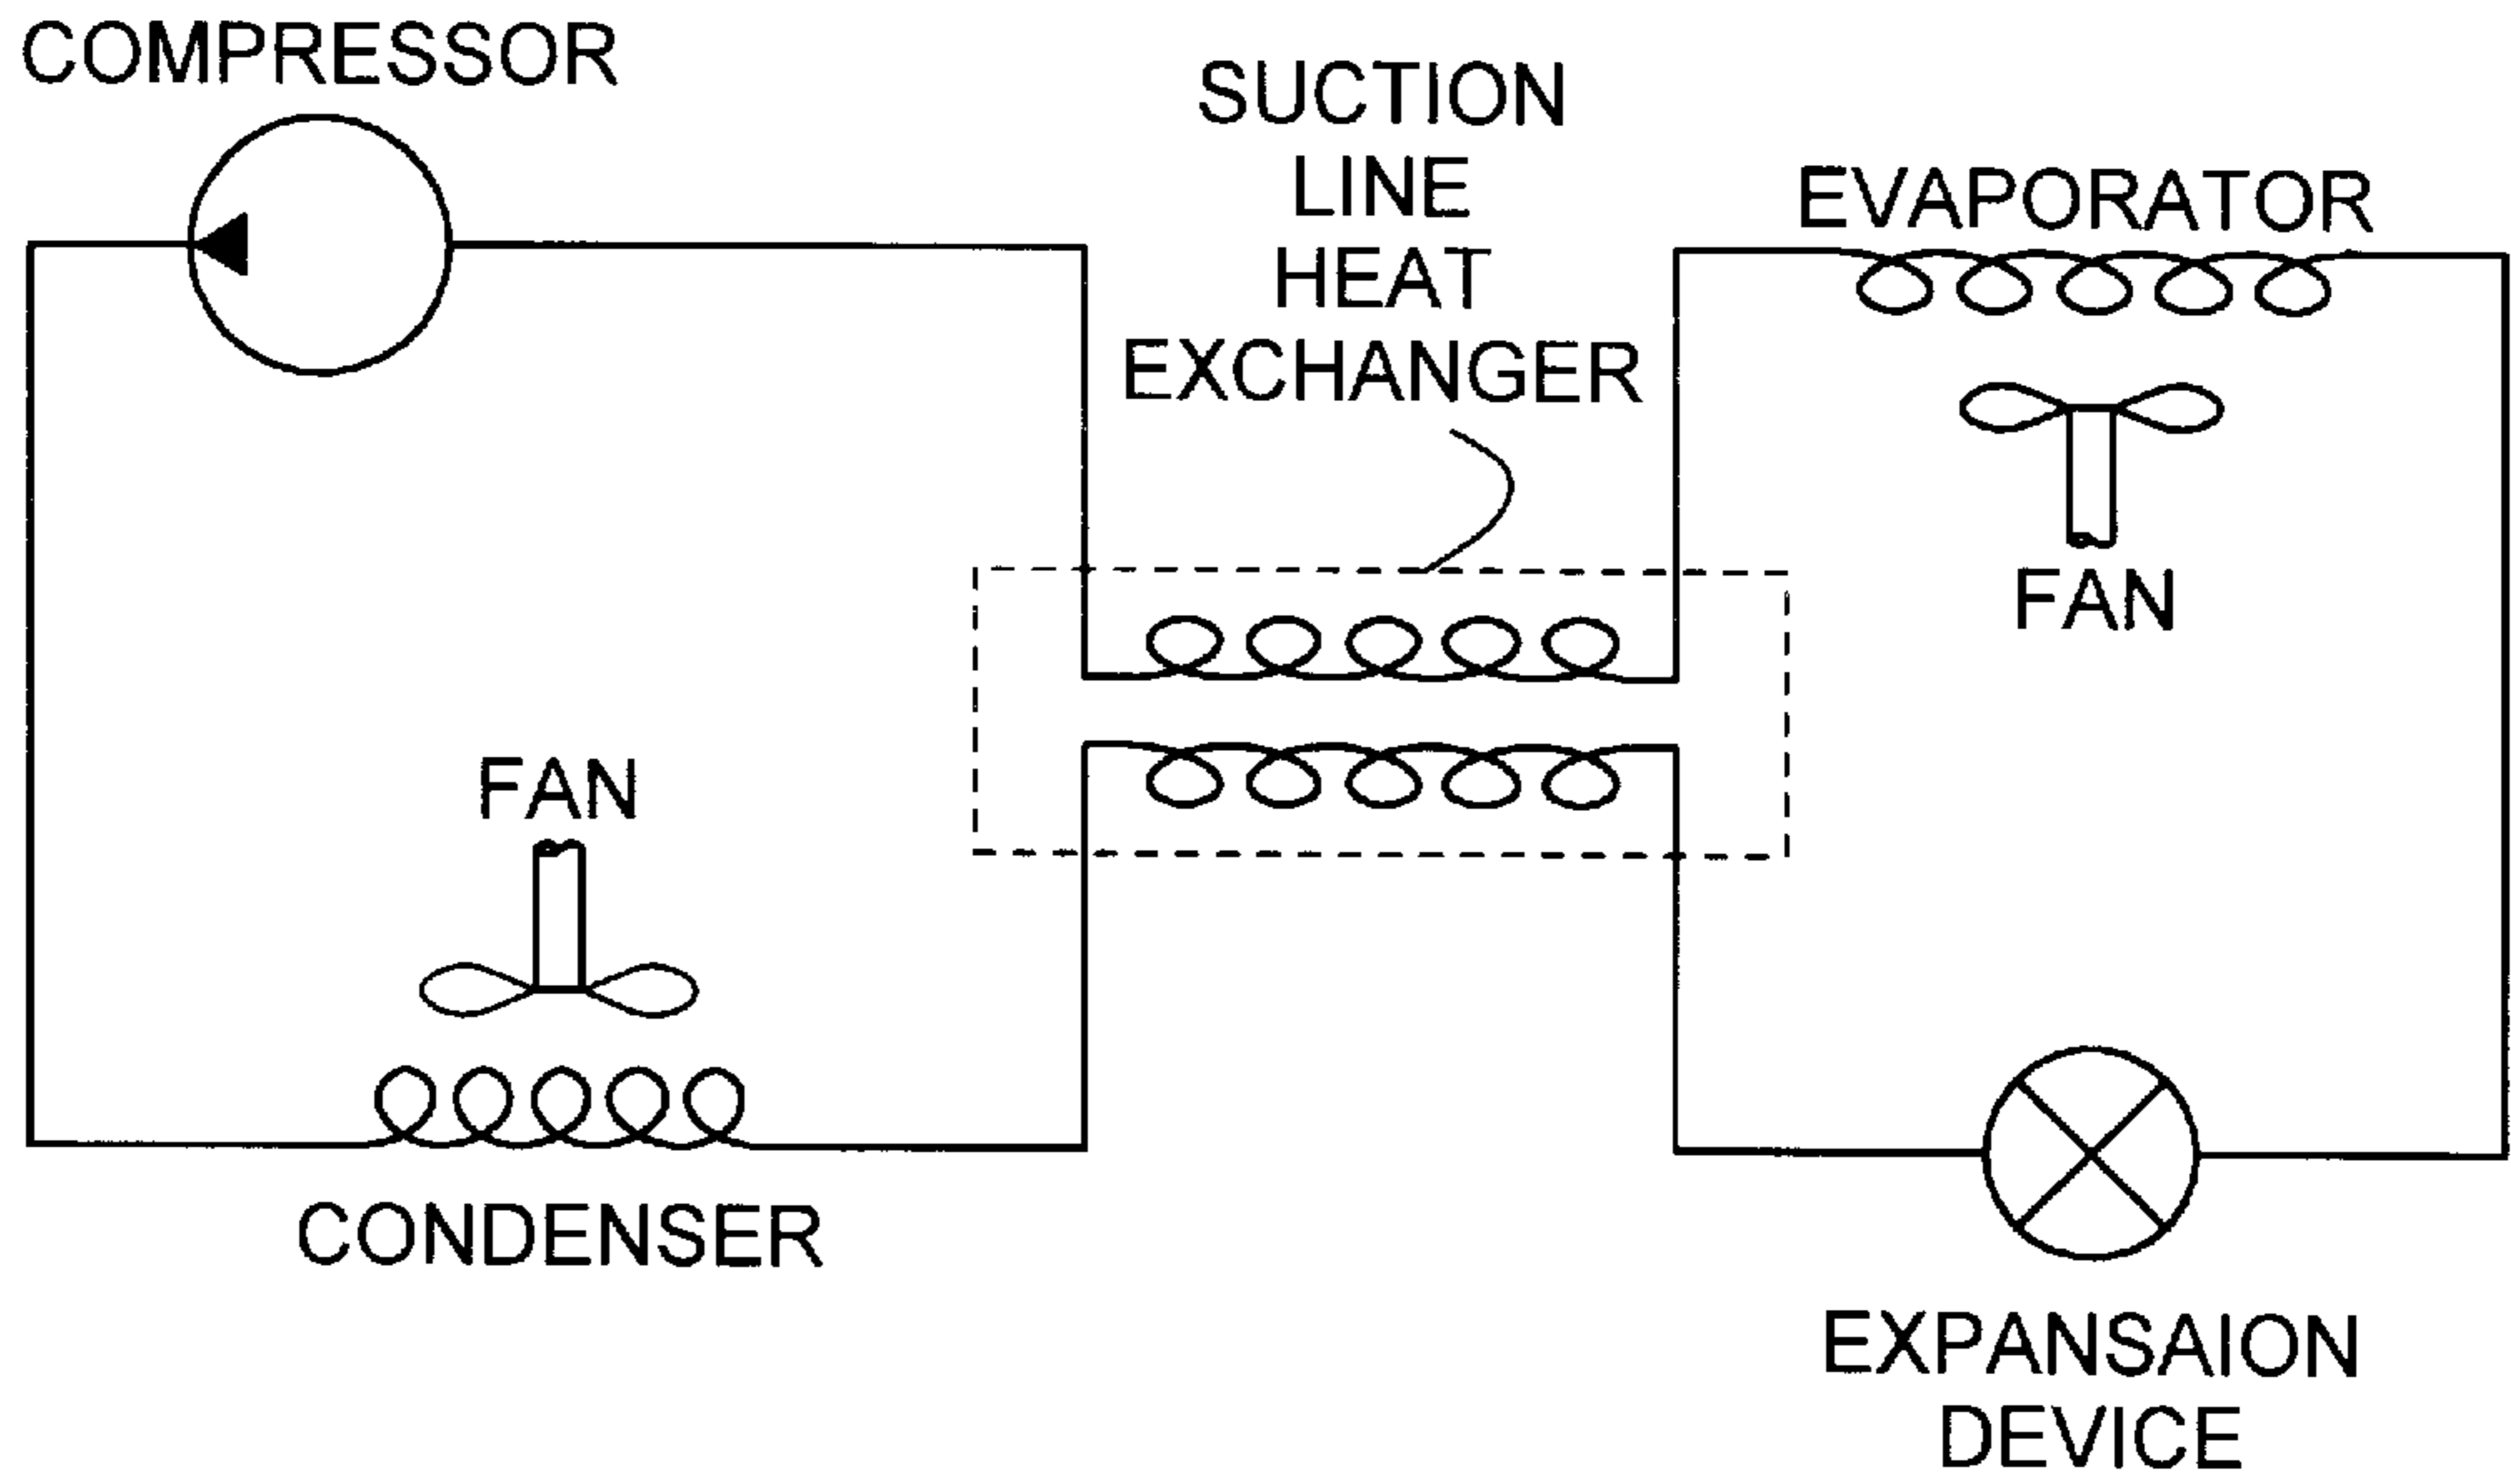 COMPRESSOR
SUCTION
LINE
HEAT
EXCHANGER
EVAPORATOR
FAN
FAN
CONDENSER
EXPANSAION
DEVICE